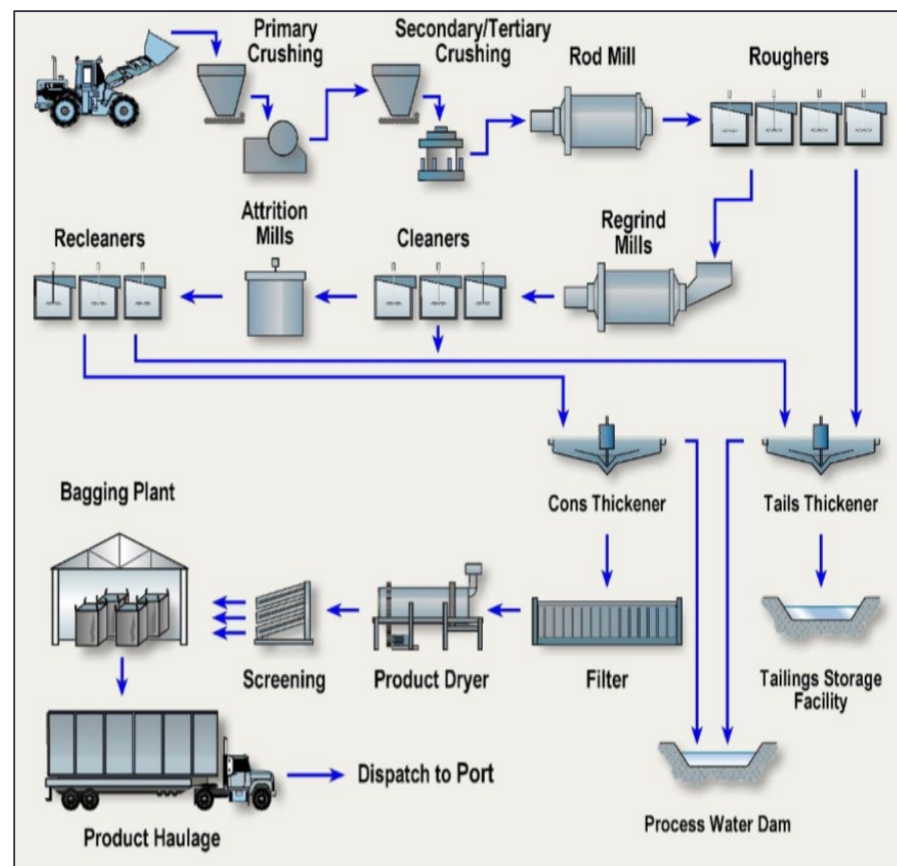 Primary
Crushing
Secondary/Tertiary
Crushing
Rod Mill
Roughers
Recleaners
Attrition
Mills
Cleaners
Regrind
Mills
Cons Thickener
Tails Thickener
Bagging Plant
Screening
Product Dryer
Filter
Tailings Storage
Facility
Product Haulage
Dispatch to Port
Process Water Dam